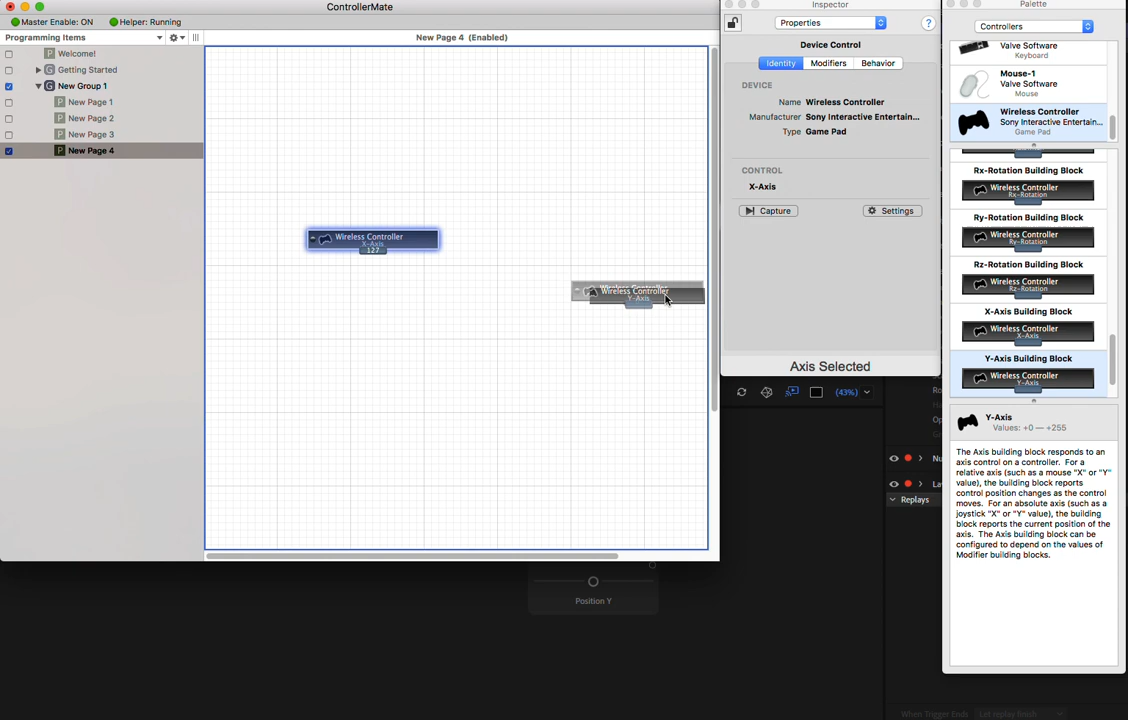 ControllerMate
Master Enable: ON
Helper: Running
Programming Items
New Page 4 (Enabled)
Welcome!
Getting Started
New Group 1
New Page 1
New Page 2
New Page 3
New Page 4
Wireless Controller
X-Axis
127
Wireless Controller
Wireless Controller
Y-Axis
Inspector
Properties
?
Device Control
Identity
Modifiers
Behavior
DEVICE
Name Wireless Controller
Manufacturer Sony Interactive Entertain...
Type Game Pad
CONTROL
X-Axis
Capture
Settings
Axis Selected
(43%)
Replays
Position Y
When Trigger Ends Let replay finish
Palette
Controllers
Valve Software
Keyboard
Mouse-1
Valve Software
Mouse
Wireless Controller
Sony Interactive Entertain...
Game Pad
Rx-Rotation Building Block
Wireless Controller
Rx-Rotation
Ry-Rotation Building Block
Wireless Controller
Ry-Rotation
Rz-Rotation Building Block
Wireless Controller
Rz-Rotation
X-Axis Building Block
Wireless Controller
X-Axis
Y-Axis Building Block
Wireless Controller
Y-Axis
Y-Axis
Values: +0 — +255
The Axis building block responds to an
axis control on a controller. For a
relative axis (such as a mouse "X" or "Y"
value), the building block reports
control position changes as the control
moves. For an absolute axis (such as a
joystick "X" or "Y" value), the building
block reports the current position of the
axis. The Axis building block can be
configured to depend on the values of
Modifier building blocks.